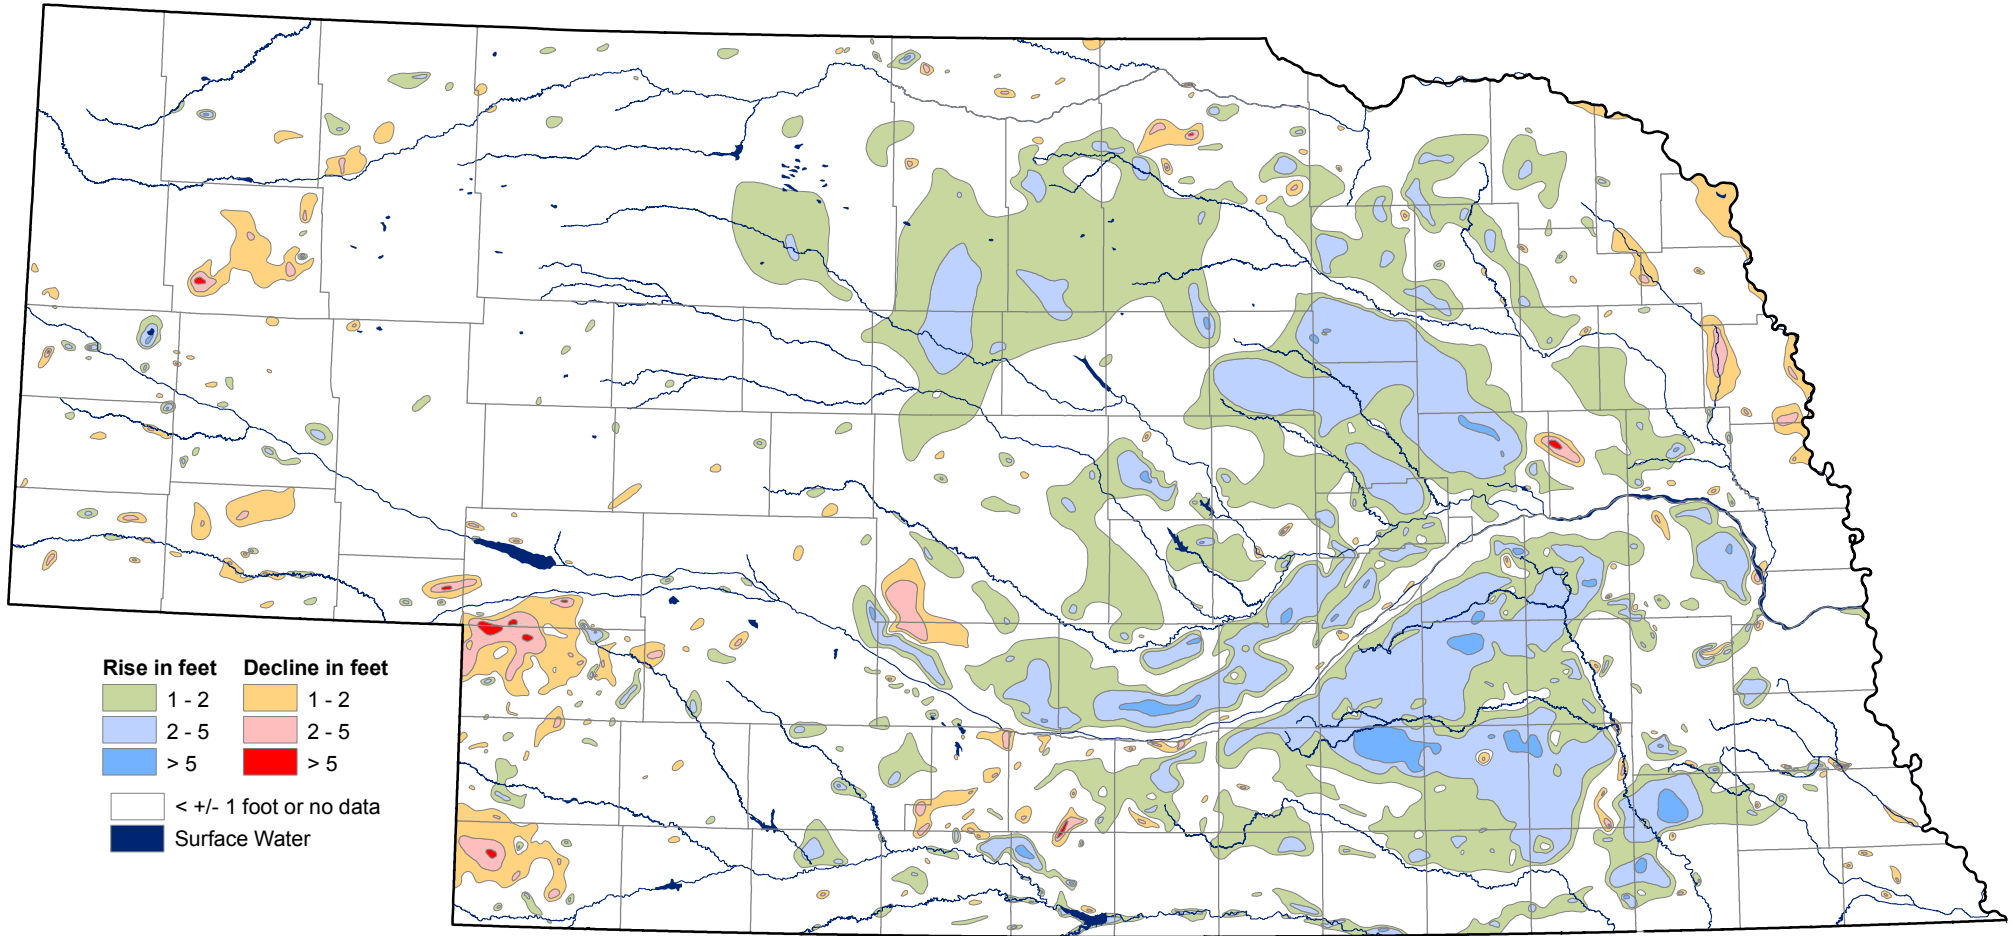 Rise in feet Decline in feet
1 - 2 1 - 2
2 - 5 2 - 5
> 5 > 5
< +/- 1 foot or no data
Surface Water